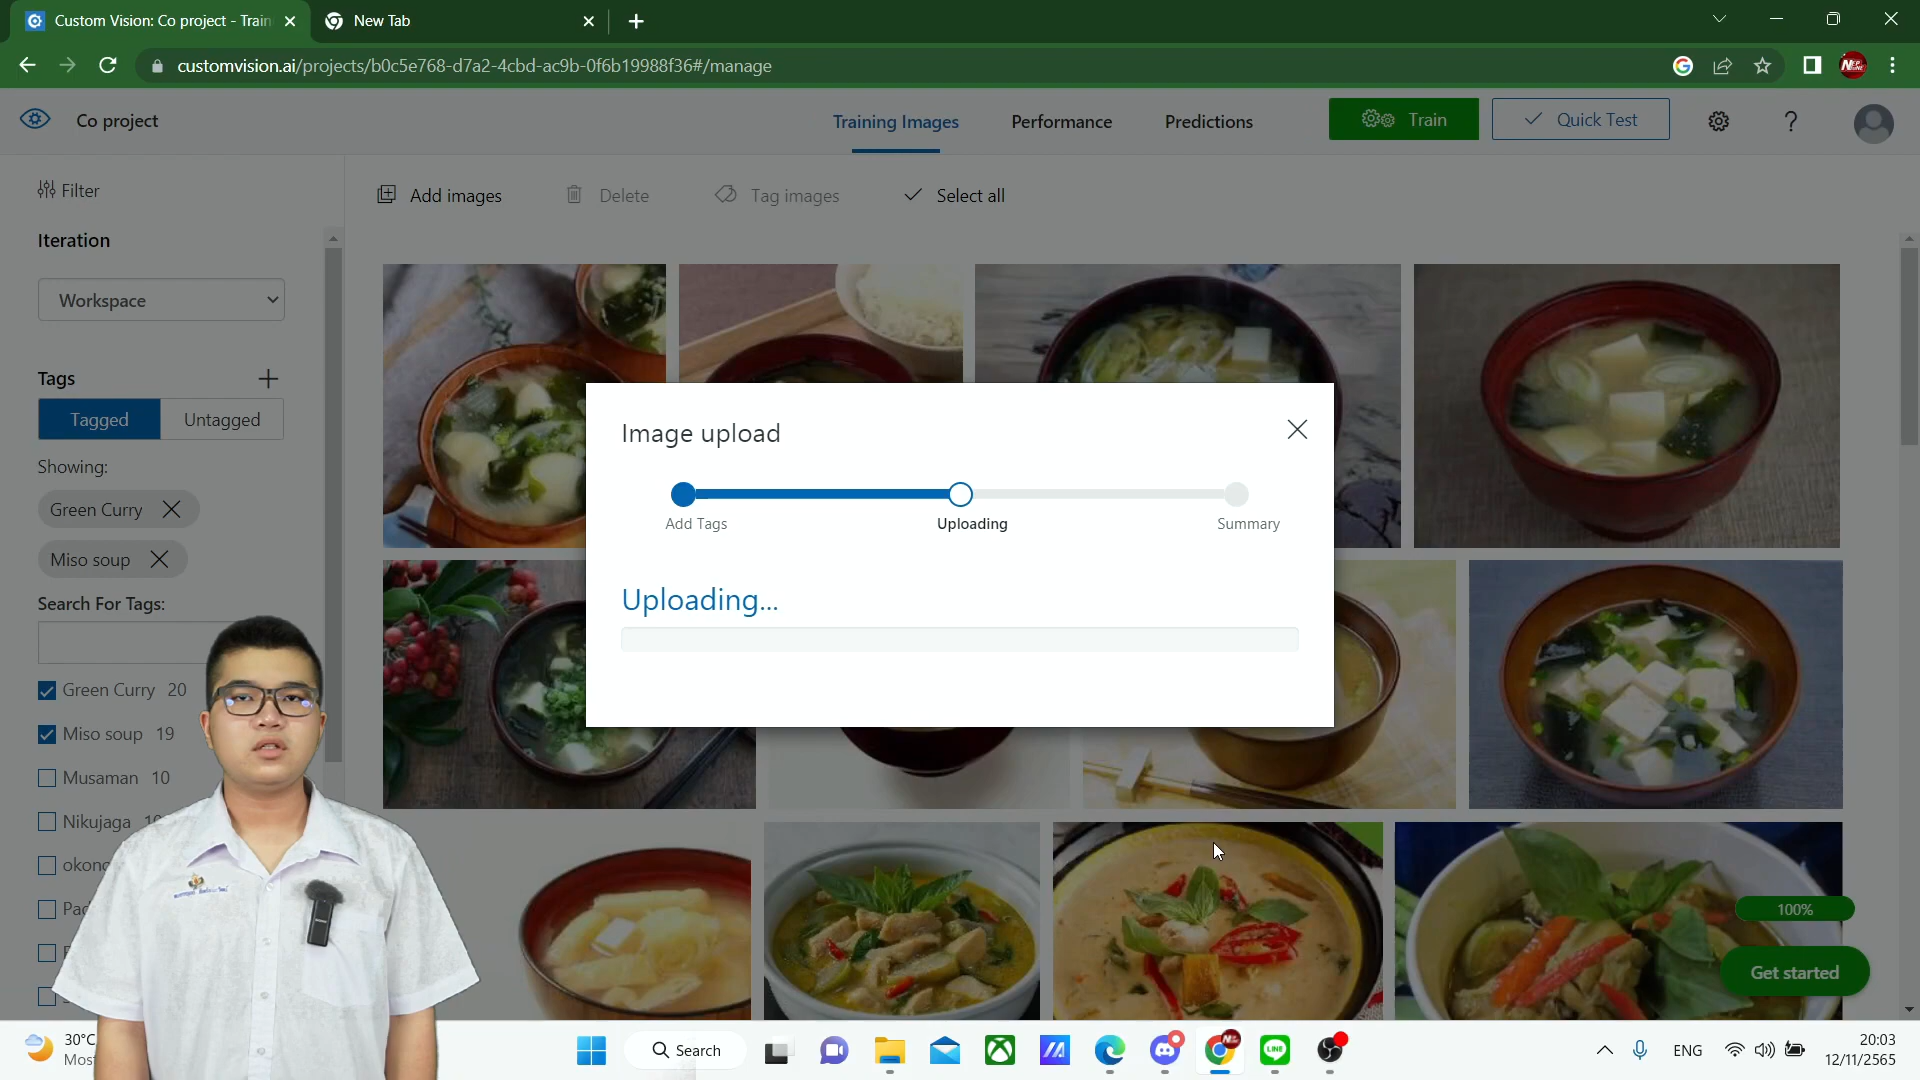 Custom Vision: Co project - Train
New Tab
customvision.ai/projects/b0c5e768-d7a2-4cbd-ac9b-0f6b19988f36#/manage
Co project
Training Images
Performance
Predictions
Train
Quick Test
Filter
Add images
Delete
Tag images
Select all
Iteration
Workspace
Tags
Tagged
Untagged
Showing:
Green Curry
Miso soup
Search For Tags:
Green Curry 20
Miso soup 19
Musaman 10
Nikujaga
Image upload
Add Tags
Uploading
Summary
Uploading...
100%
Get started
30°C
Search
LINE
ENG
20:03
12/11/2565